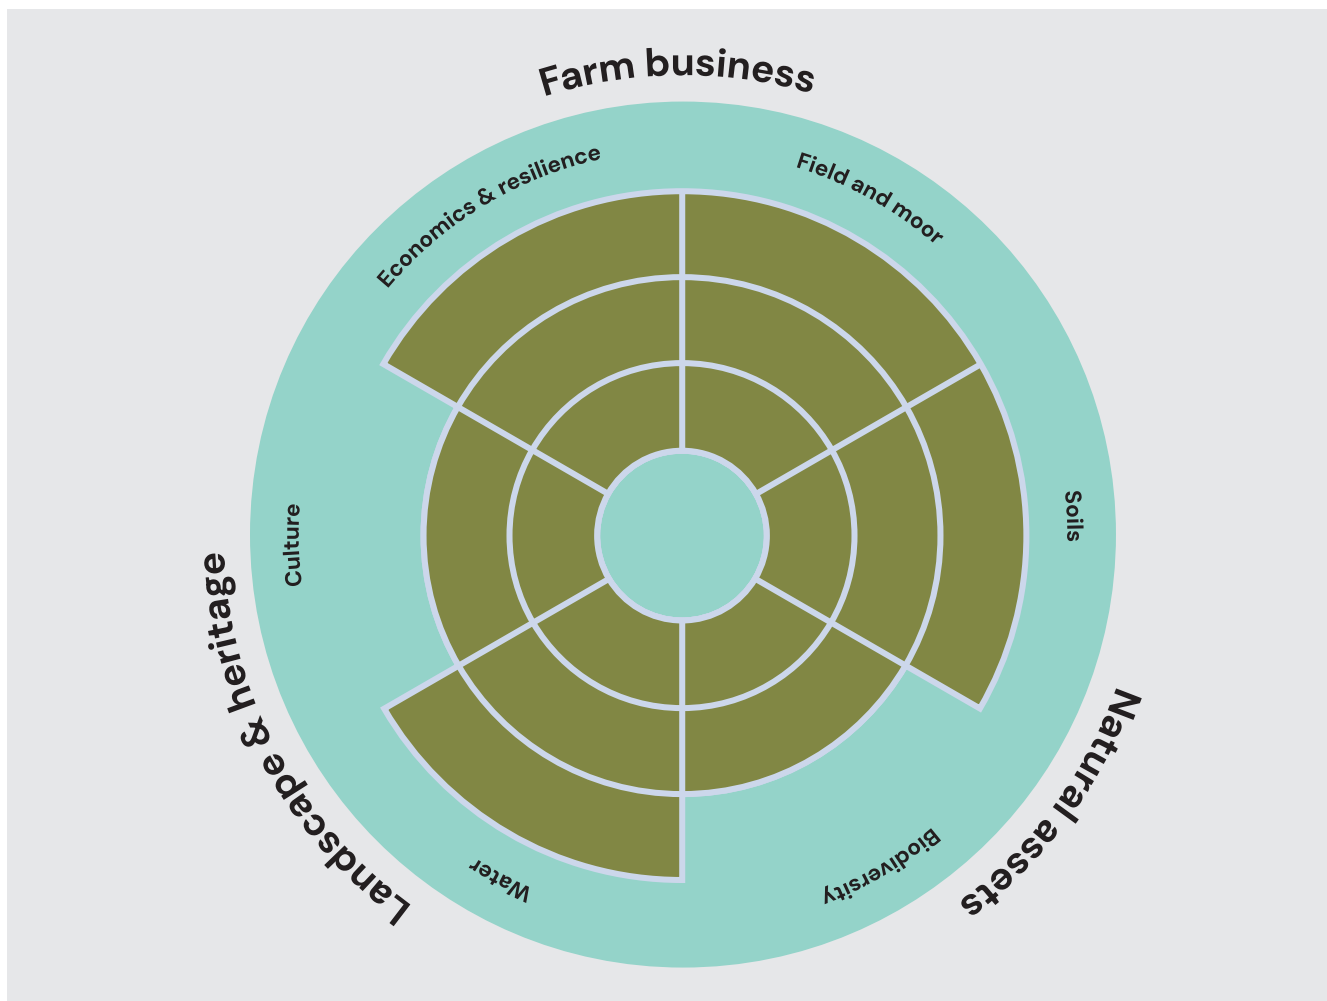 Farm business
Economics & resilience
Field and moor
Culture
Soils
Landscape & heritage
Natural assets
Water
Biodiversity